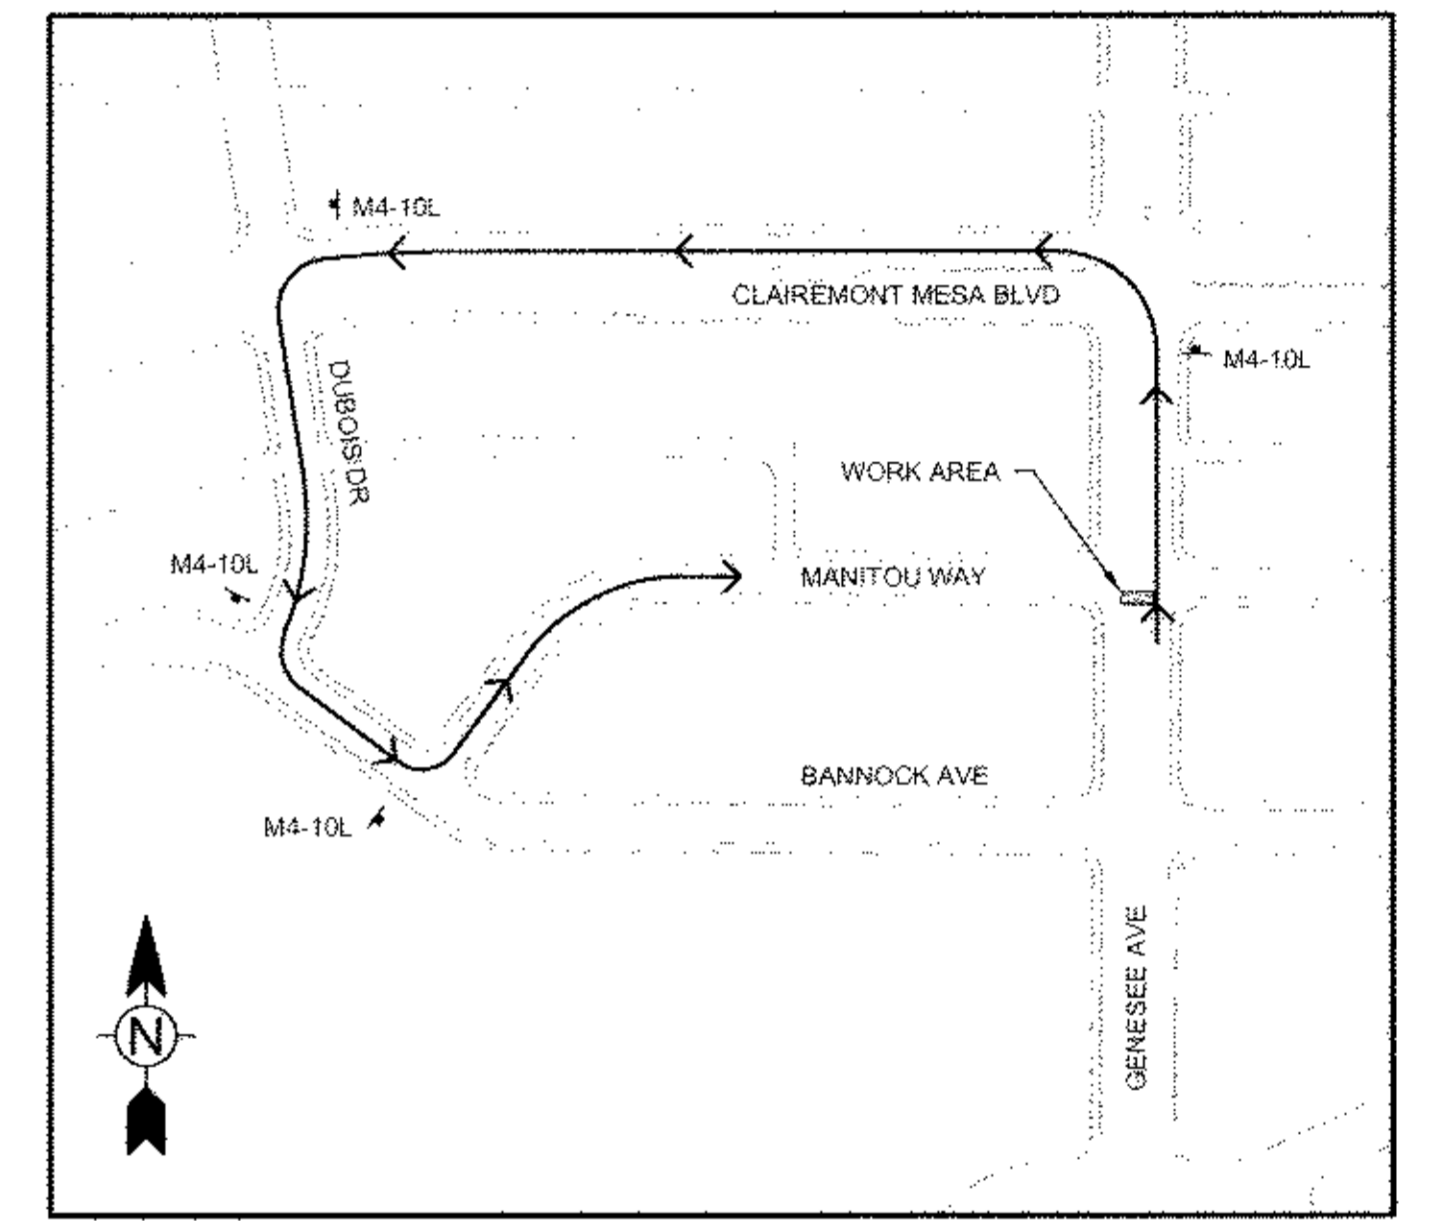 M4-10L
CLAIREMONT MESA BLVD
M4-10L
DUBOIS DR
WORK AREA
M4-10L
MANITOU WAY
BANNOCK AVE
M4-10L
GENESEE AVE
N